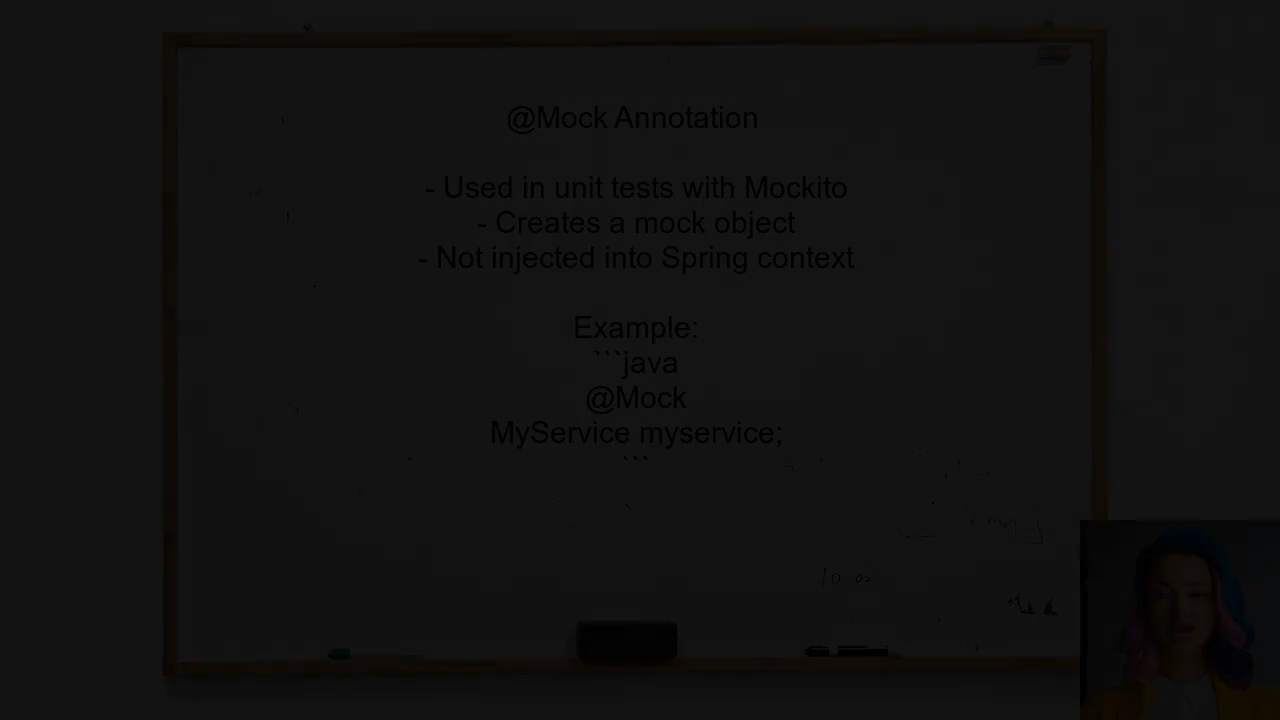 @Mock Annotation
- Used in unit tests with Mockito
- Creates a mock object
- Not injected into Spring context
Example:
```java
@Mock
MyService myservice;
```